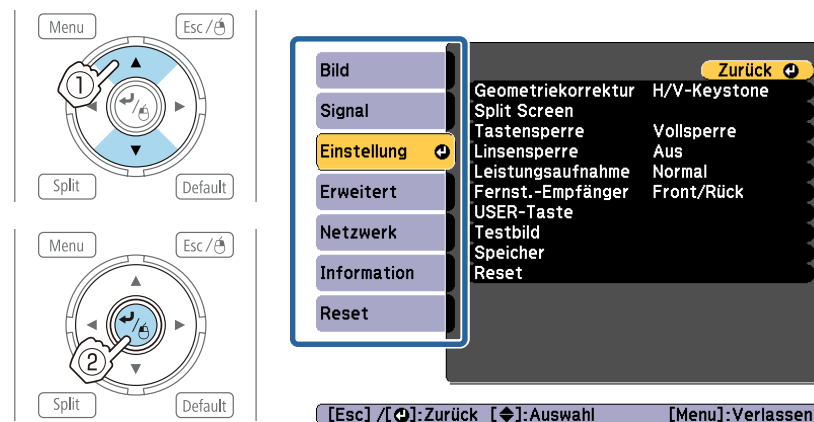 Menu
Esc /
1
Split
Default
Menu
Esc /
2
Split
Default
Bild
Signal
Einstellung
Erweitert
Netzwerk
Information
Reset
Zurück
Geometriekorrektur H/V-Keystone
Split Screen
Tastensperre Vollsperre
Linsensperre Aus
Leistungsaufnahme Normal
Fernst.-Empfänger Front/Rück
USER-Taste
Testbild
Speicher
Reset
[Esc] /[ ]:Zurück [ ]:Auswahl [Menu]:Verlassen